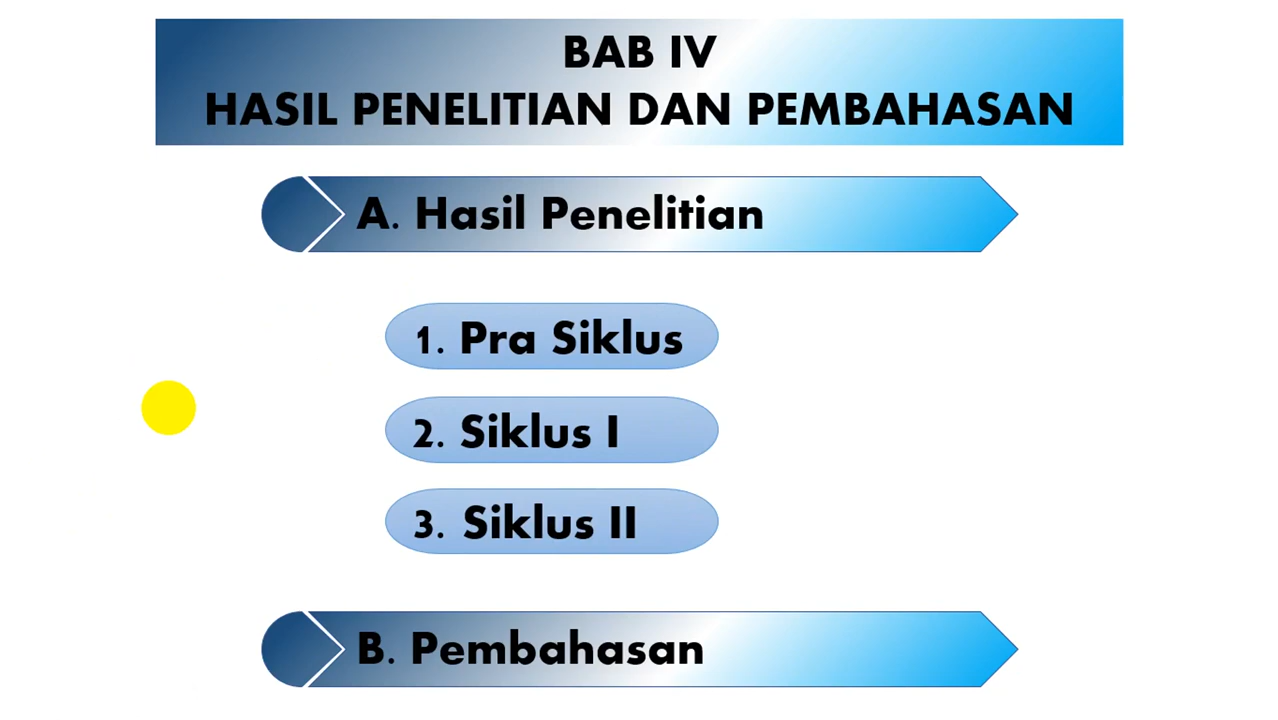 BAB IV
HASIL PENELITIAN DAN PEMBAHASAN
A. Hasil Penelitian
1. Pra Siklus
2. Siklus I
3. Siklus II
B. Pembahasan